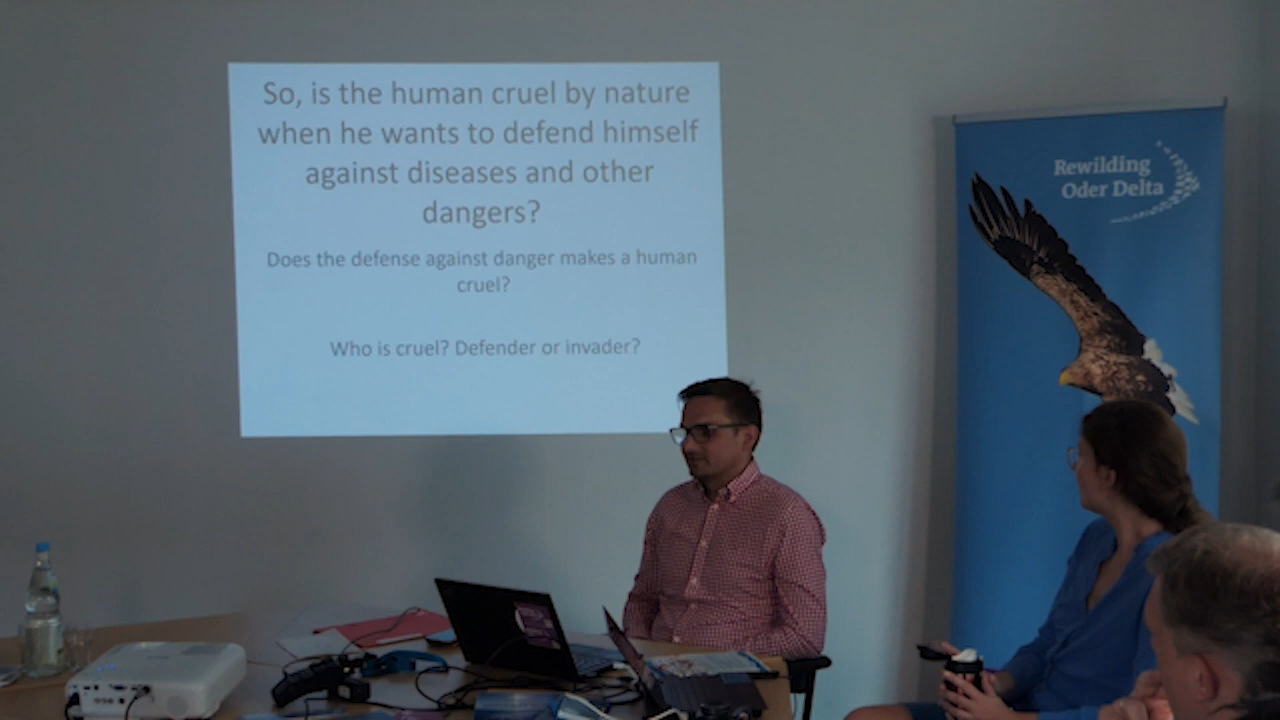 So, is the human cruel by nature
when he wants to defend himself
against diseases and other
dangers?
Does the defense against danger makes a human
cruel?
Who is cruel? Defender or invader?
Rewilding
Oder Delta